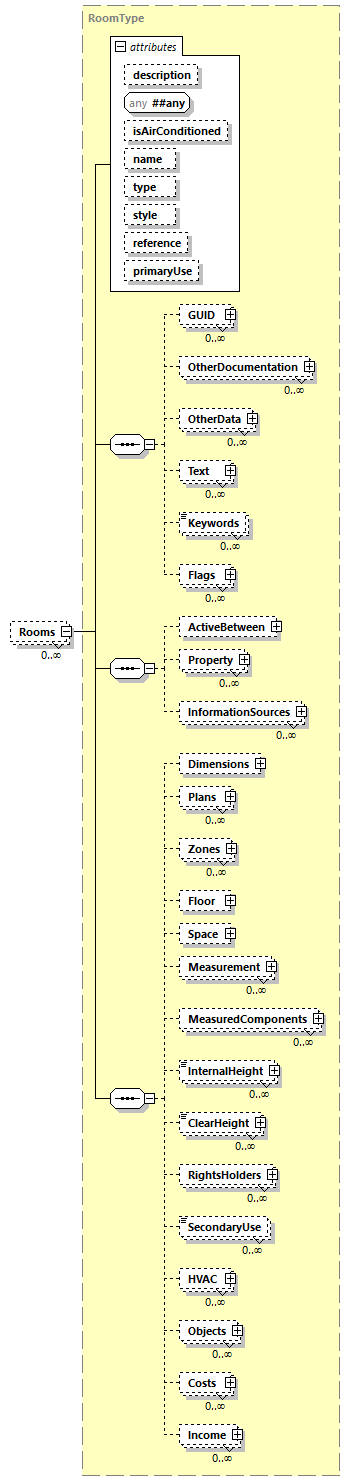 RoomType
attributes
description
any ##any
isAirConditioned
name
type
style
reference
primaryUse
GUID
0..∞
OtherDocumentation
0..∞
OtherData
0..∞
Text
0..∞
Keywords
0..∞
Flags
0..∞
Rooms
0..∞
ActiveBetween
Property
0..∞
InformationSources
0..∞
Dimensions
Plans
0..∞
Zones
0..∞
Floor
Space
Measurement
0..∞
MeasuredComponents
0..∞
InternalHeight
0..∞
ClearHeight
0..∞
RightsHolders
0..∞
SecondaryUse
0..∞
HVAC
0..∞
Objects
0..∞
Costs
0..∞
Income
0..∞